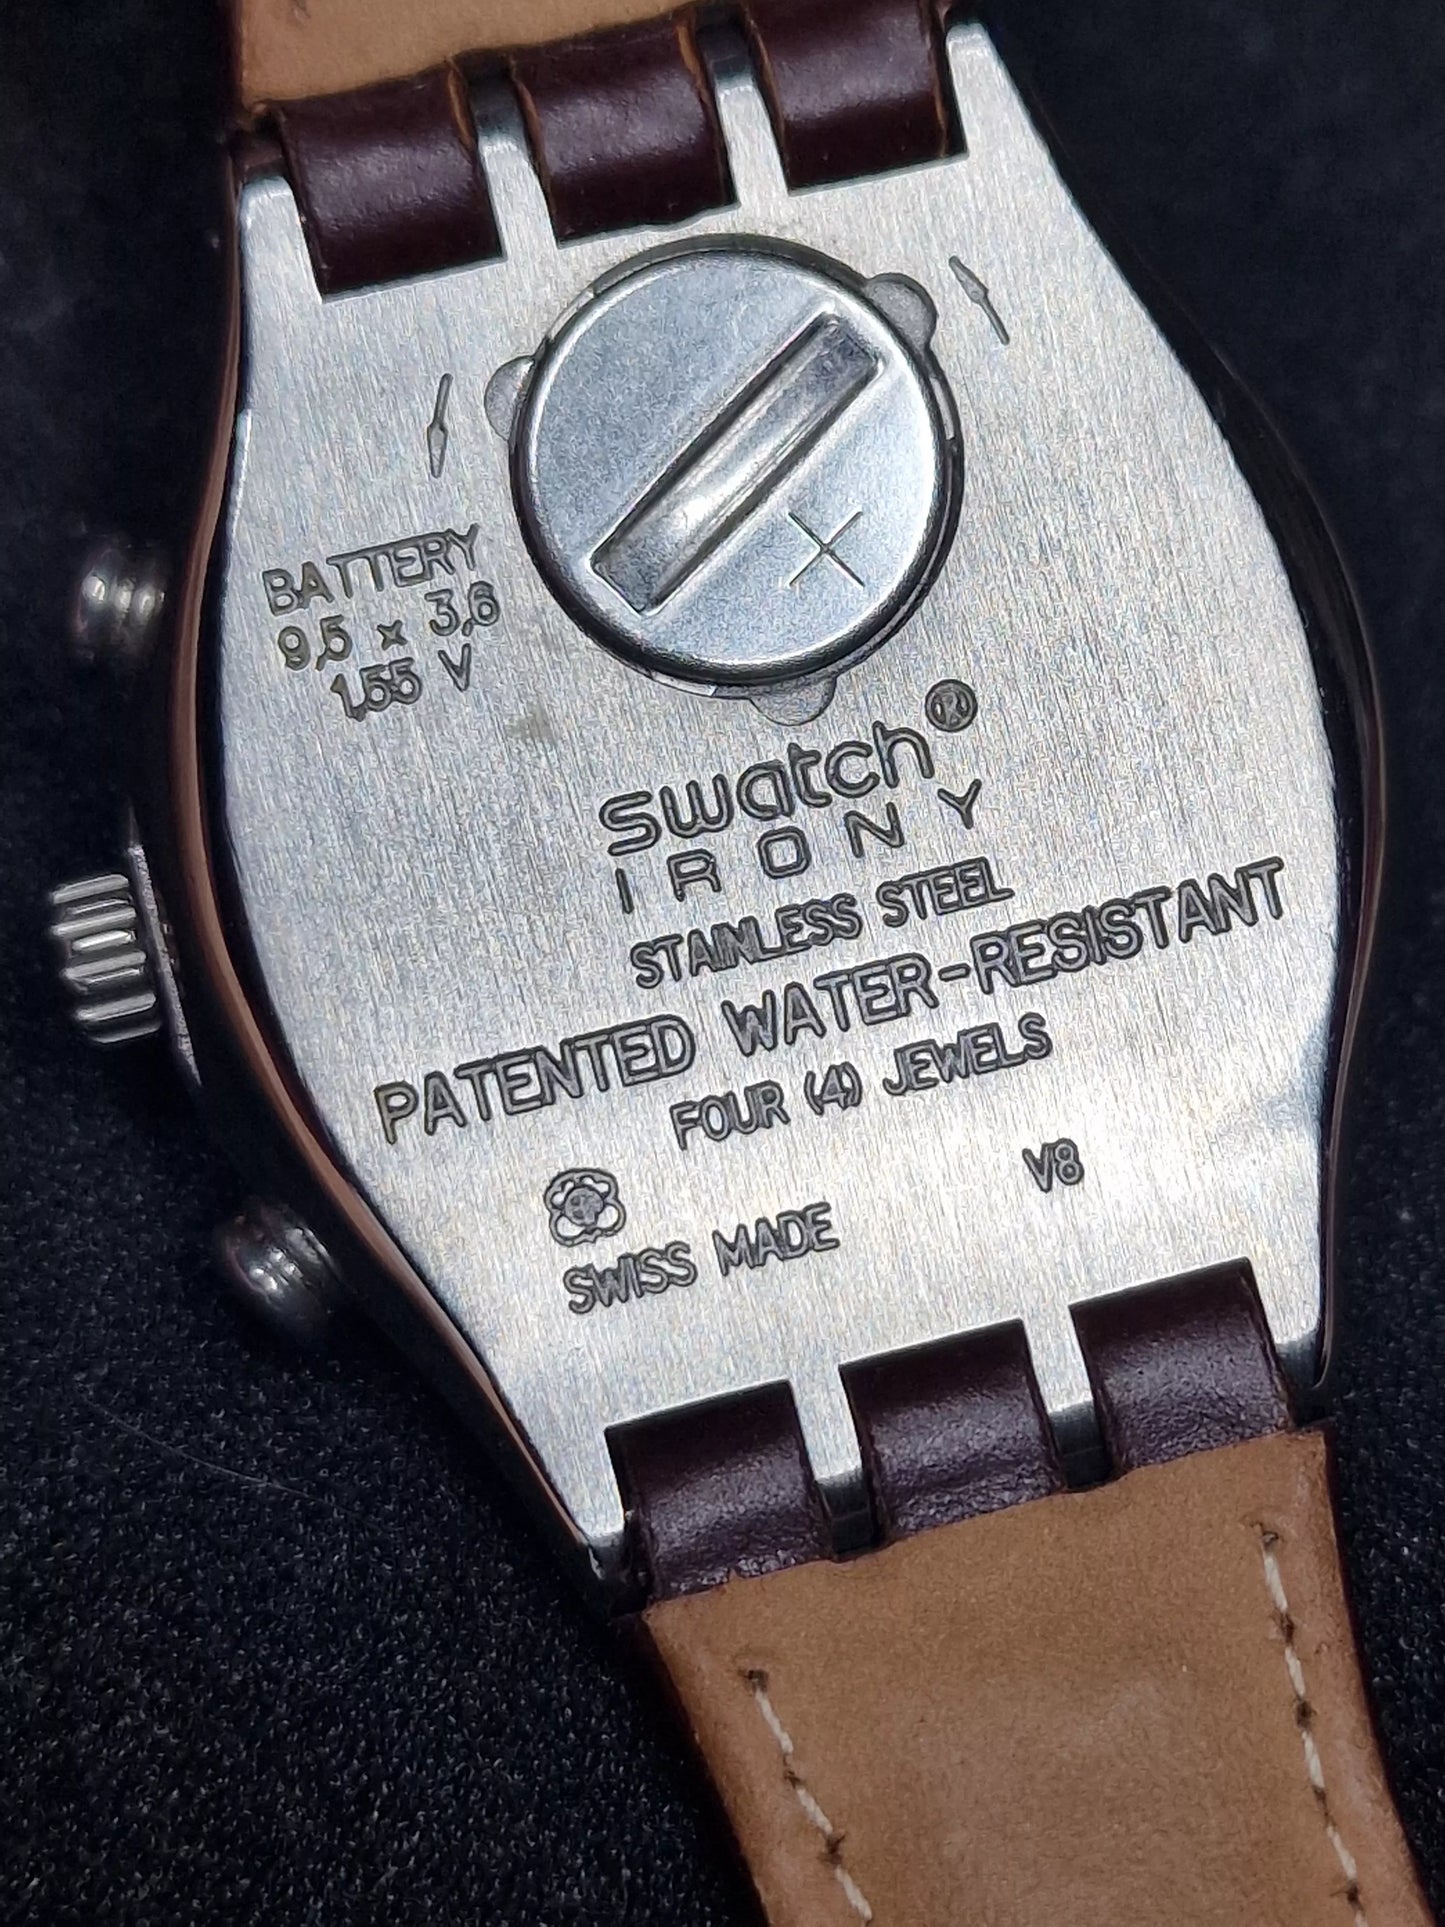 BATTERY
9,5 x 3,6
1,55 V
swatch®
IRONY
STAINLESS STEEL
PATENTED WATER-RESISTANT
FOUR (4) JEWELS
V8
SWISS MADE